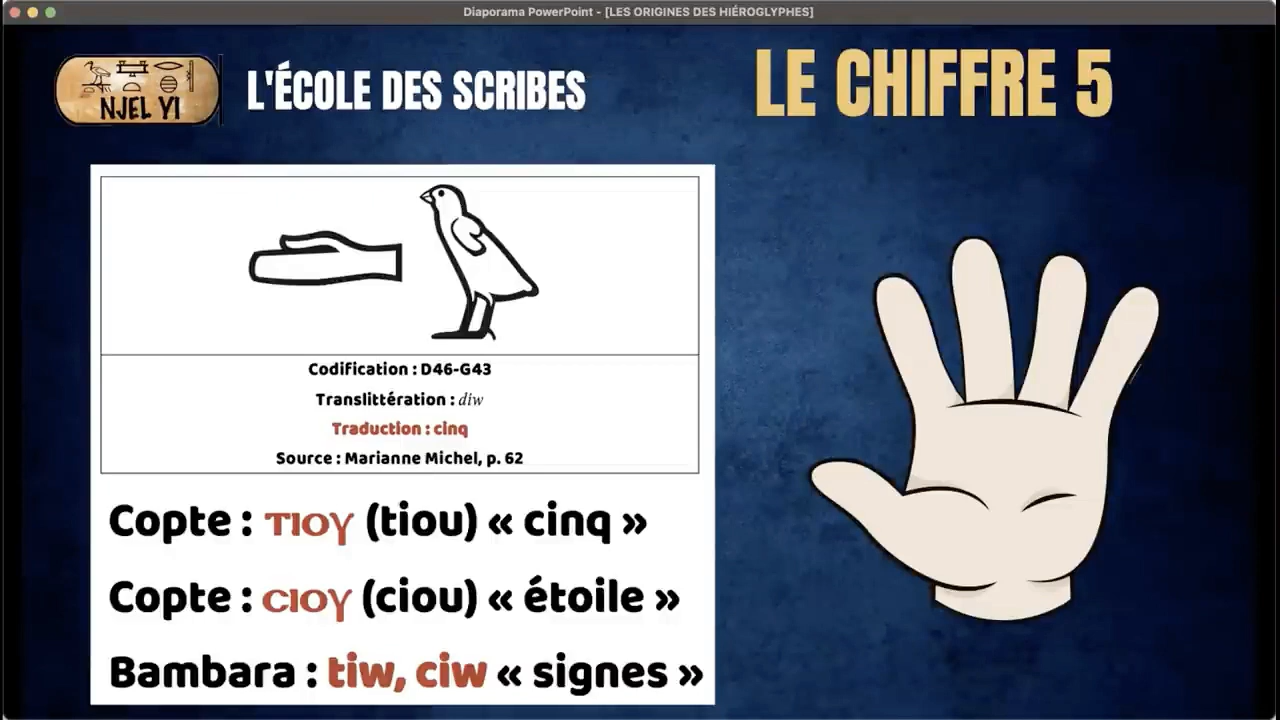 Diaporama PowerPoint - [LES ORIGINES DES HIÉROGLYPHES]
NJEL YI
L'ÉCOLE DES SCRIBES
LE CHIFFRE 5
Codification : D46-G43
Translittération : diw
Traduction : cinq
Source : Marianne Michel, p. 62
Copte : ⲧⲓⲟⲩ (tiou) « cinq »
Copte : ⲥⲓⲟⲩ (ciou) « étoile »
Bambara : tiw, ciw « signes »